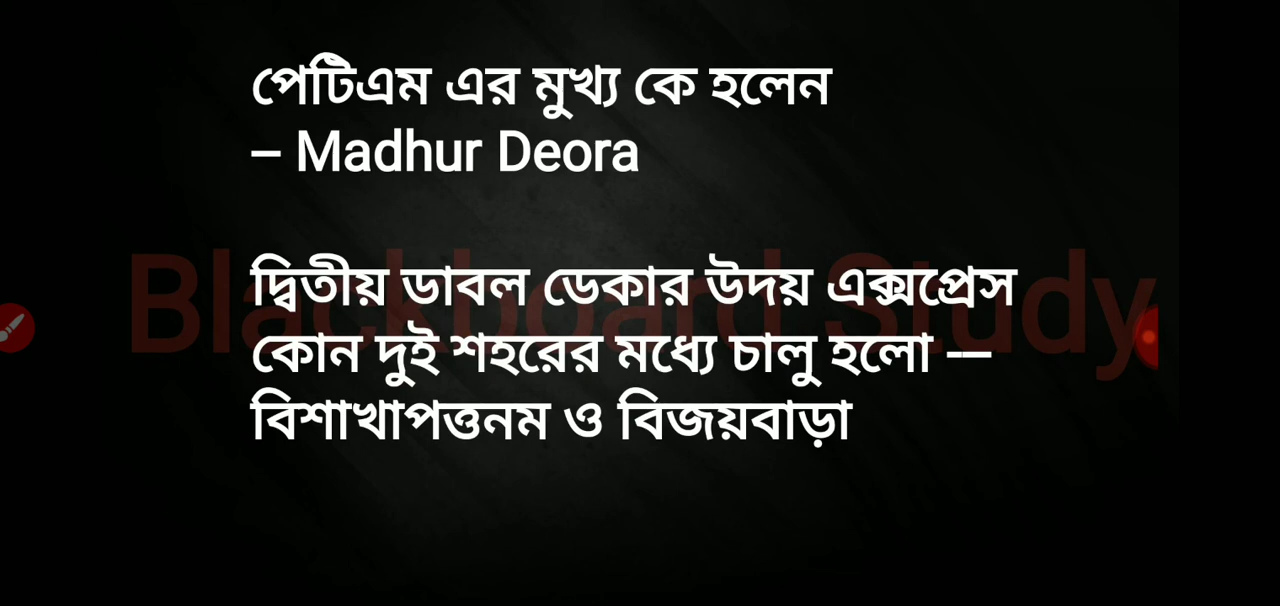 পেটিএম এর মুখ্য কে হলেন
– Madhur Deora
দ্বিতীয় ডাবল ডেকার উদয় এক্সপ্রেস
কোন দুই শহরের মধ্যে চালু হলো —
বিশাখাপত্তনম ও বিজয়বাড়া
Blackboard Study